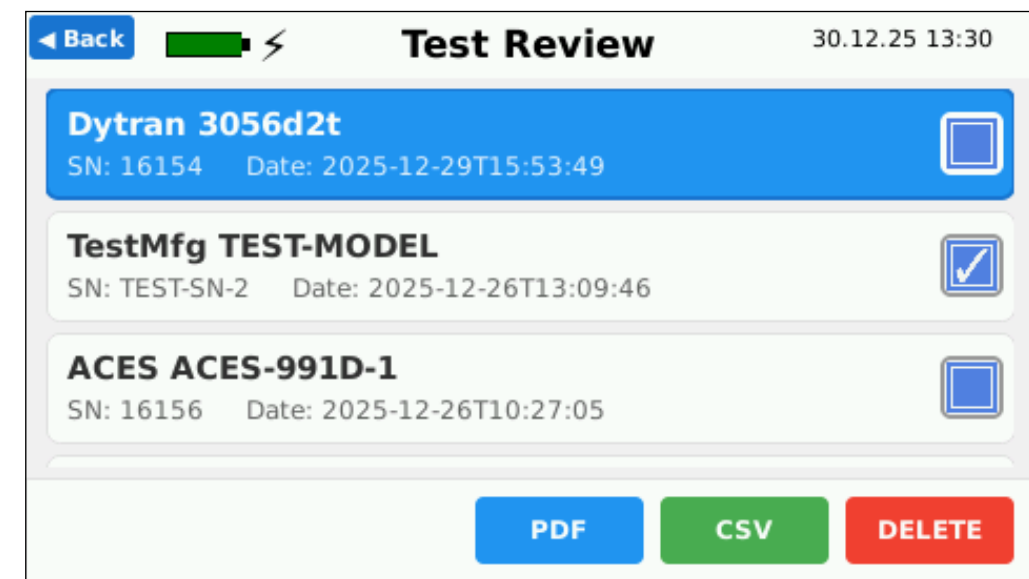 ◀ Back
Test Review
30.12.25 13:30
Dytran 3056d2t
SN: 16154 Date: 2025-12-29T15:53:49
TestMfg TEST-MODEL
SN: TEST-SN-2 Date: 2025-12-26T13:09:46
ACES ACES-991D-1
SN: 16156 Date: 2025-12-26T10:27:05
PDF
CSV
DELETE